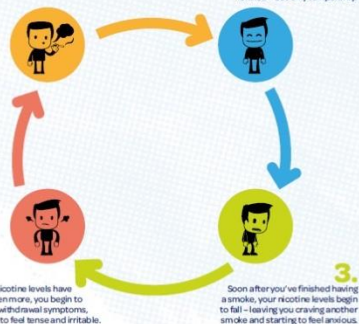 3.
Soon after you've finished having
a smoke, your nicotine levels begin
to fall – leaving you craving another
smoke and starting to feel anxious.
icotine levels have
en more, you begin to
withdrawal symptoms,
to feel tense and irritable.